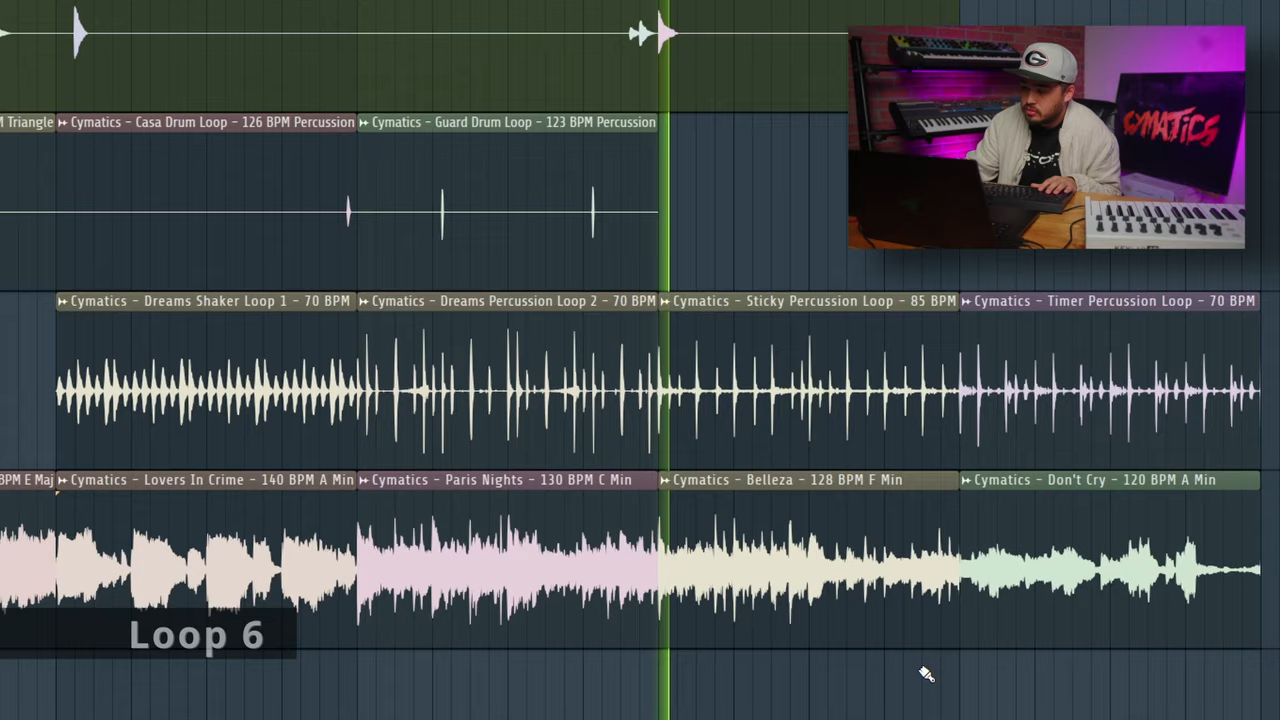 M Triangle
Cymatics - Casa Drum Loop - 126 BPM Percussion
Cymatics - Guard Drum Loop - 123 BPM Percussion
G
CYMATICS
Cymatics - Dreams Shaker Loop 1 - 70 BPM
Cymatics - Dreams Percussion Loop 2 - 70 BPM
Cymatics - Sticky Percussion Loop - 85 BPM
Cymatics - Timer Percussion Loop - 70 BPM
BPM E Maj
Cymatics - Lovers In Crime - 140 BPM A Min
Cymatics - Paris Nights - 130 BPM C Min
Cymatics - Belleza - 128 BPM F Min
Cymatics - Don't Cry - 120 BPM A Min
Loop 6